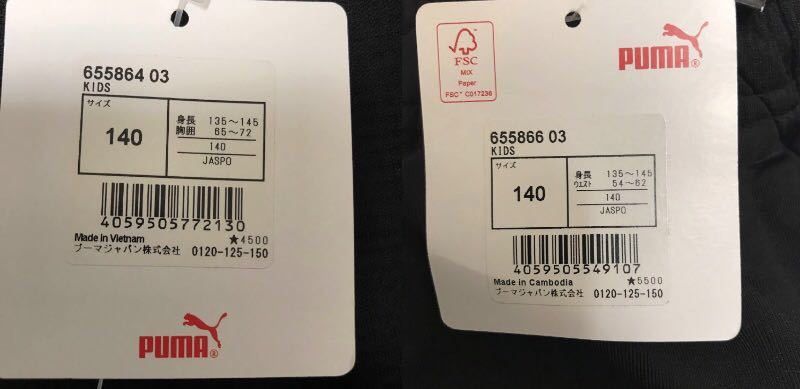 655864 03
KIDS
サイズ
140
身長 135～145
胸囲 65～72
140
JASPO
4059505772130
Made in Vietnam ★4500
プーマジャパン株式会社 0120-125-150
PUMA®
FSC
MIX
Paper
FSC® C017236
PUMA®
655866 03
KIDS
サイズ
140
身長 135～145
ウエスト 54～62
140
JASPO
4059505549107
Made in Cambodia ★5500
プーマジャパン株式会社 0120-125-150